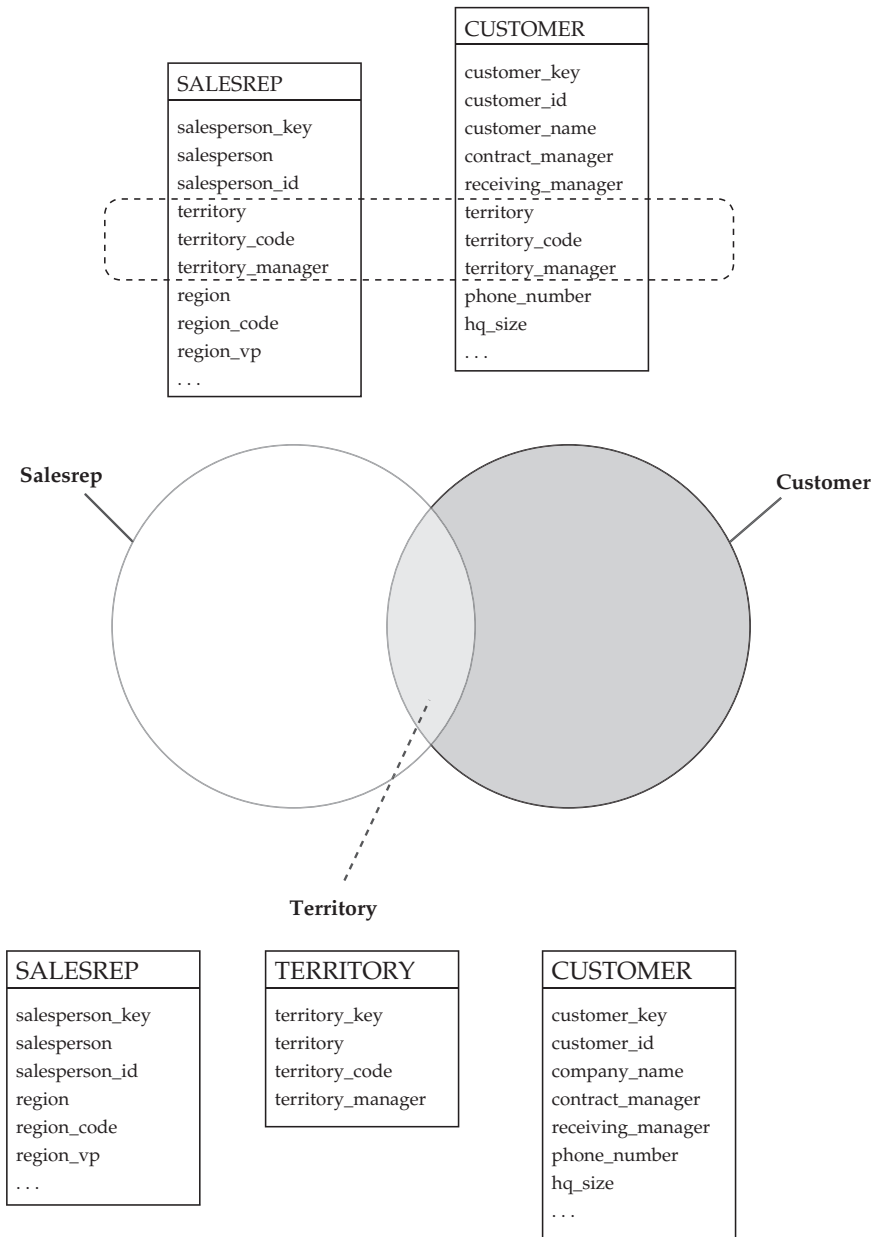 SALESREP
salesperson_key
salesperson
salesperson_id
territory
territory_code
territory_manager
region
region_code
region_vp
. . .
CUSTOMER
customer_key
customer_id
customer_name
contract_manager
receiving_manager
territory
territory_code
territory_manager
phone_number
hq_size
. . .
Salesrep
Customer
Territory
SALESREP
salesperson_key
salesperson
salesperson_id
region
region_code
region_vp
. . .
TERRITORY
territory_key
territory
territory_code
territory_manager
CUSTOMER
customer_key
customer_id
company_name
contract_manager
receiving_manager
phone_number
hq_size
. . .